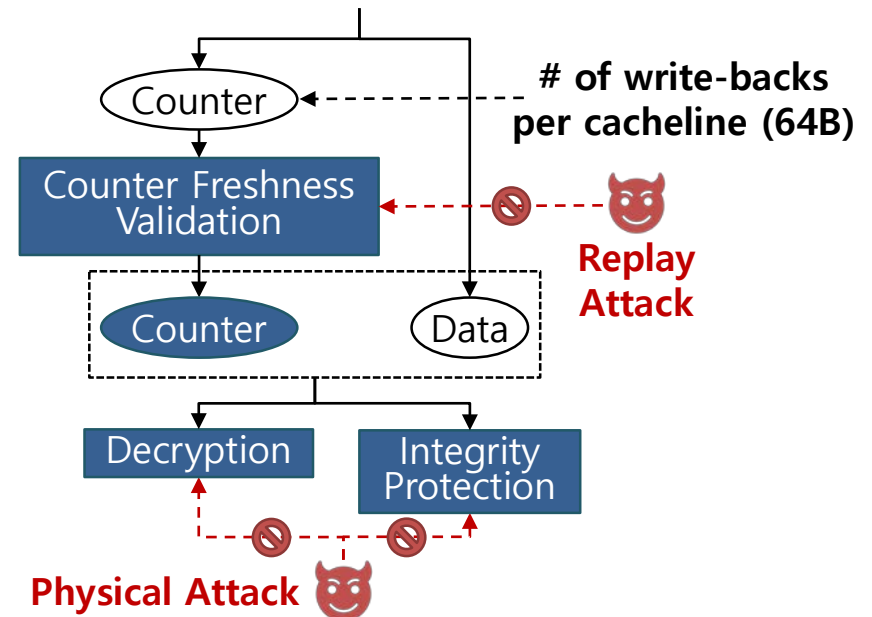 Counter
# of write-backs
per cacheline (64B)
Counter Freshness
Validation
Replay
Attack
Counter
Data
Decryption
Integrity
Protection
Physical Attack